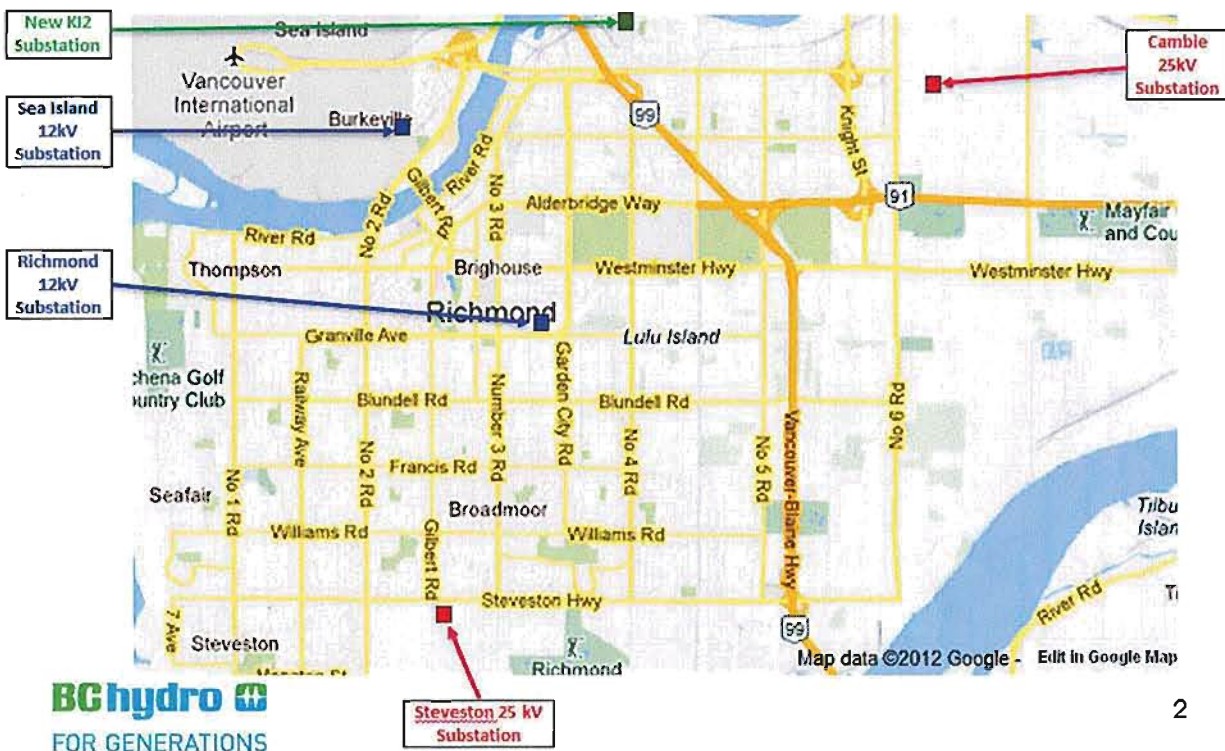 New KI2
Substation
Sea Island
Camble
25kV
Substation
Vancouver
International
Airport
Sea Island
12kV
Substation
Burkeville
99
Knight St
River Rd
Gilbert Rd
No 2 Rd
No 3 Rd
Alderbridge Way
91
Mayfair
and Cou
River Rd
Thompson
Brighouse
Westminster Hwy
Westminster Hwy
Richmond
12kV
Substation
Richmond
Granville Ave
Lulu Island
chena Golf
ountry Club
Railway Ave
Blundell Rd
Number 3 Rd
Garden City Rd
Blundell Rd
No 4 Rd
No 5 Rd
Vancouver-Blaine Hwy
No 6 Rd
No 1 Rd
No 2 Rd
Francis Rd
Seafair
Broadmoor
Williams Rd
Williams Rd
Gilbert Rd
Tilbu
Islan
7 Ave
Steveston Hwy
River Rd
Steveston
99
Richmond
Map data ©2012 Google -
Edit in Google Map
BC hydro
FOR GENERATIONS
Steveston 25 kV
Substation
2